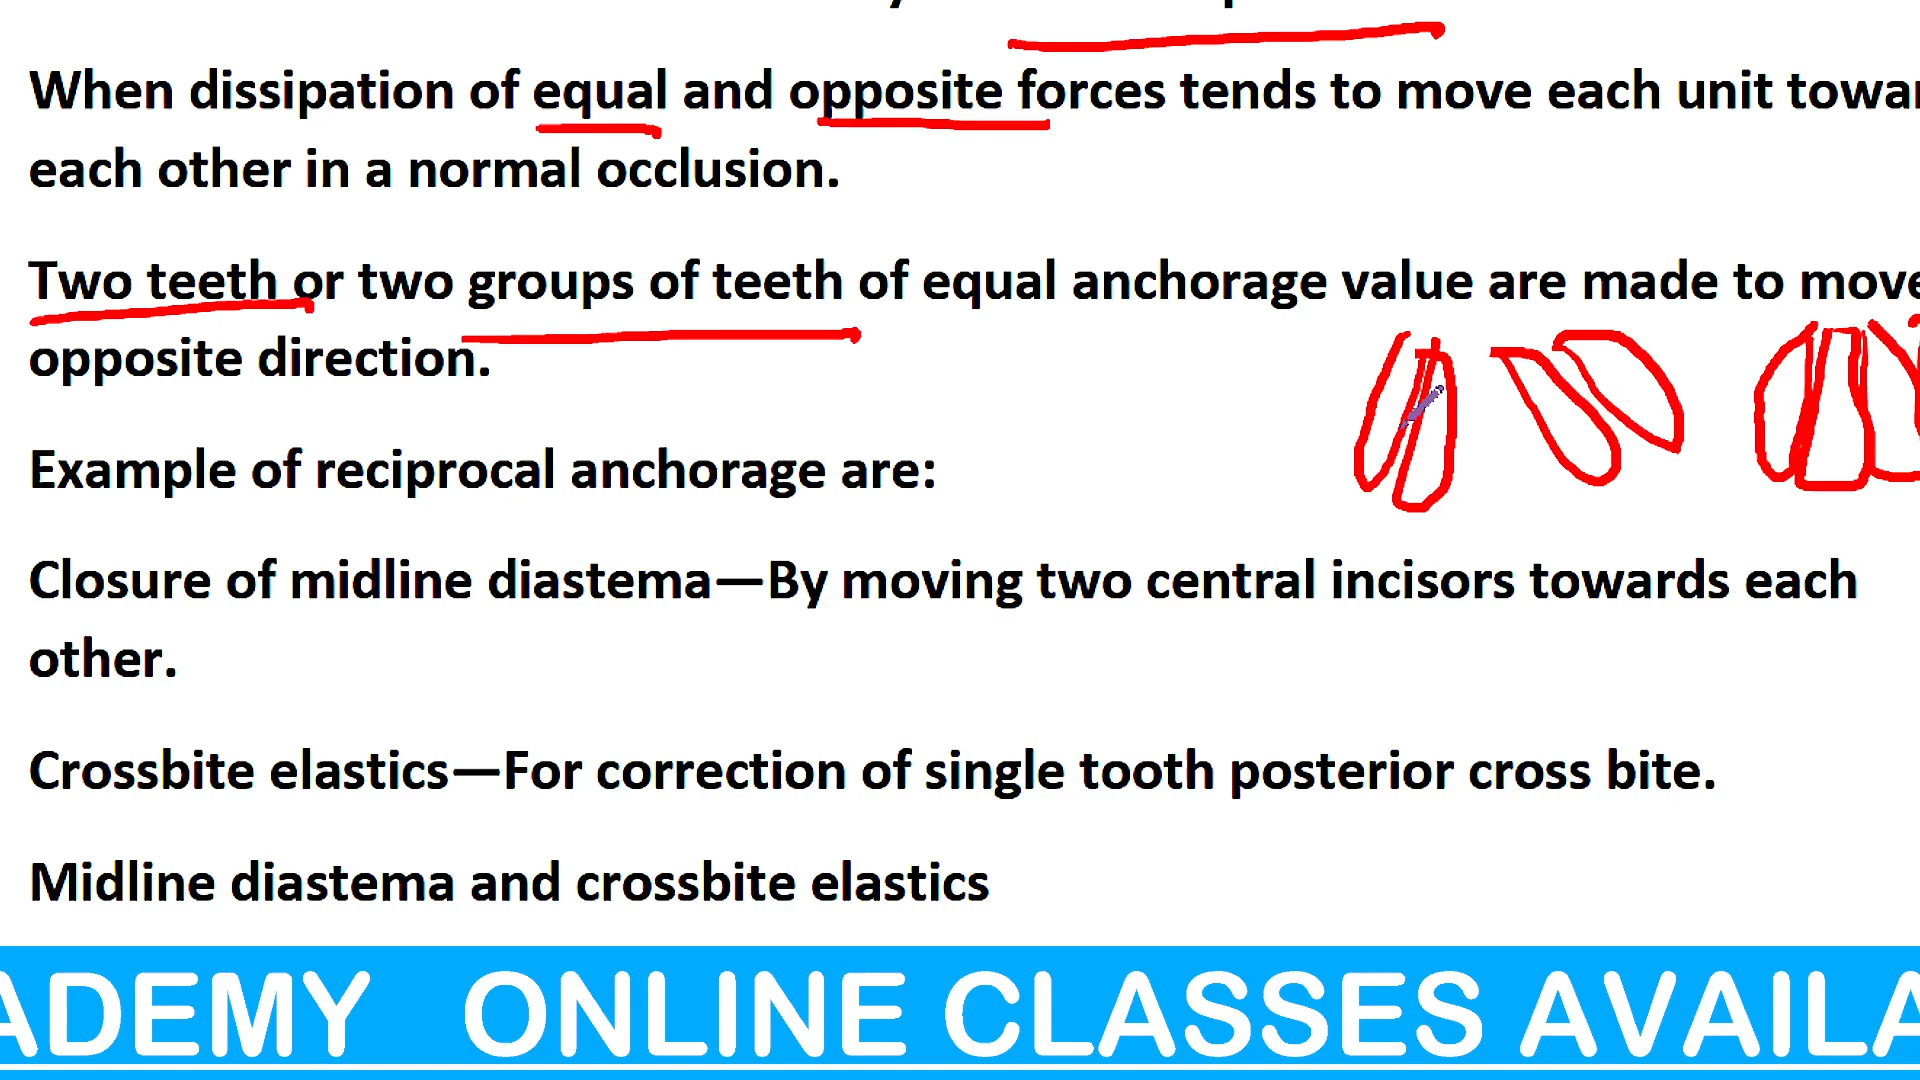 When dissipation of equal and opposite forces tends to move each unit
each other in a normal occlusion.
Two teeth or two groups of teeth of equal anchorage value are made to move
opposite direction.
Example of reciprocal anchorage are:
Closure of midline diastema—By moving two central incisors towards each
other.
Crossbite elastics—For correction of single tooth posterior cross bite.
Midline diastema and crossbite elastics
ADEMY ONLINE CLASSES AVAILA